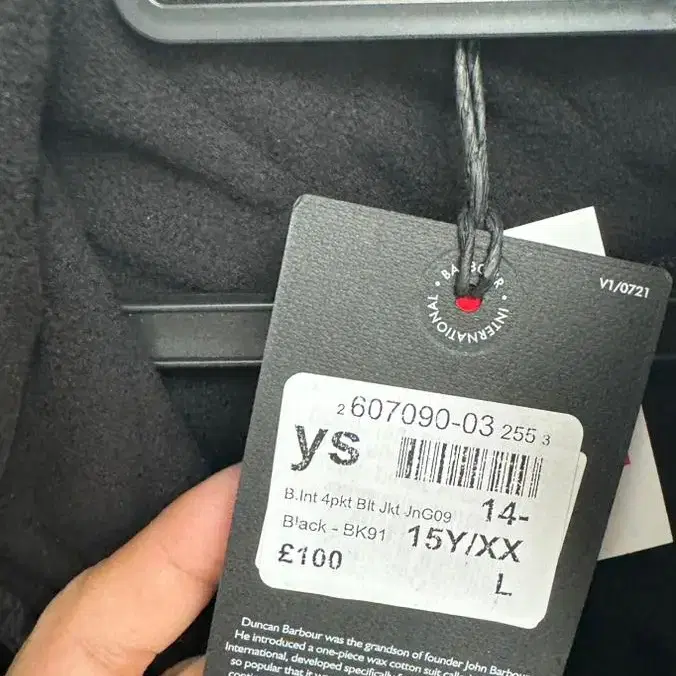 BARBOUR • INTERNATIONAL •
V1/0721
2 607090-03 255 3
ys
B.Int 4pkt Blt Jkt JnG09
14-
Black - BK91
15Y/XX
£100
L
Duncan Barbour was the grandson of founder John Barbour
He introduced a one-piece wax cotton suit
International, developed specifically
so popular that it